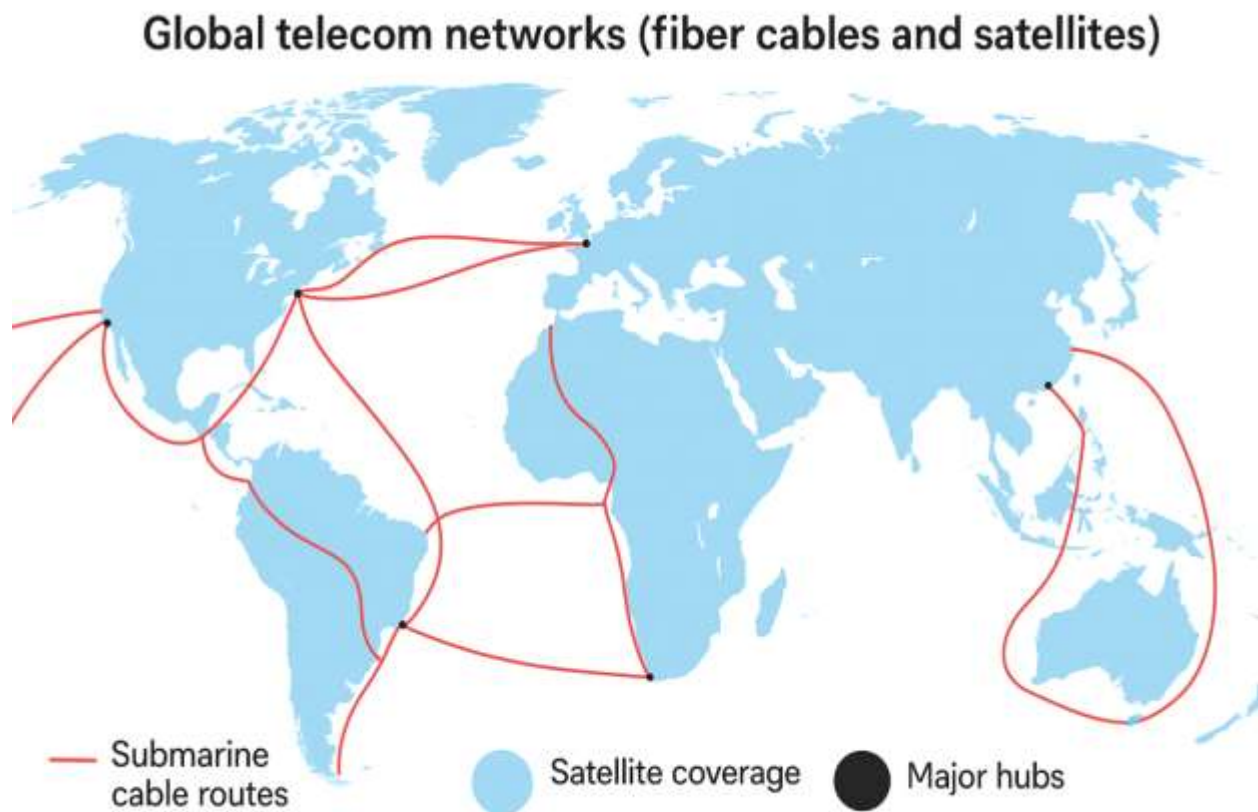 Global telecom networks (fiber cables and satellites)
Submarine
cable routes
Satellite coverage
Major hubs